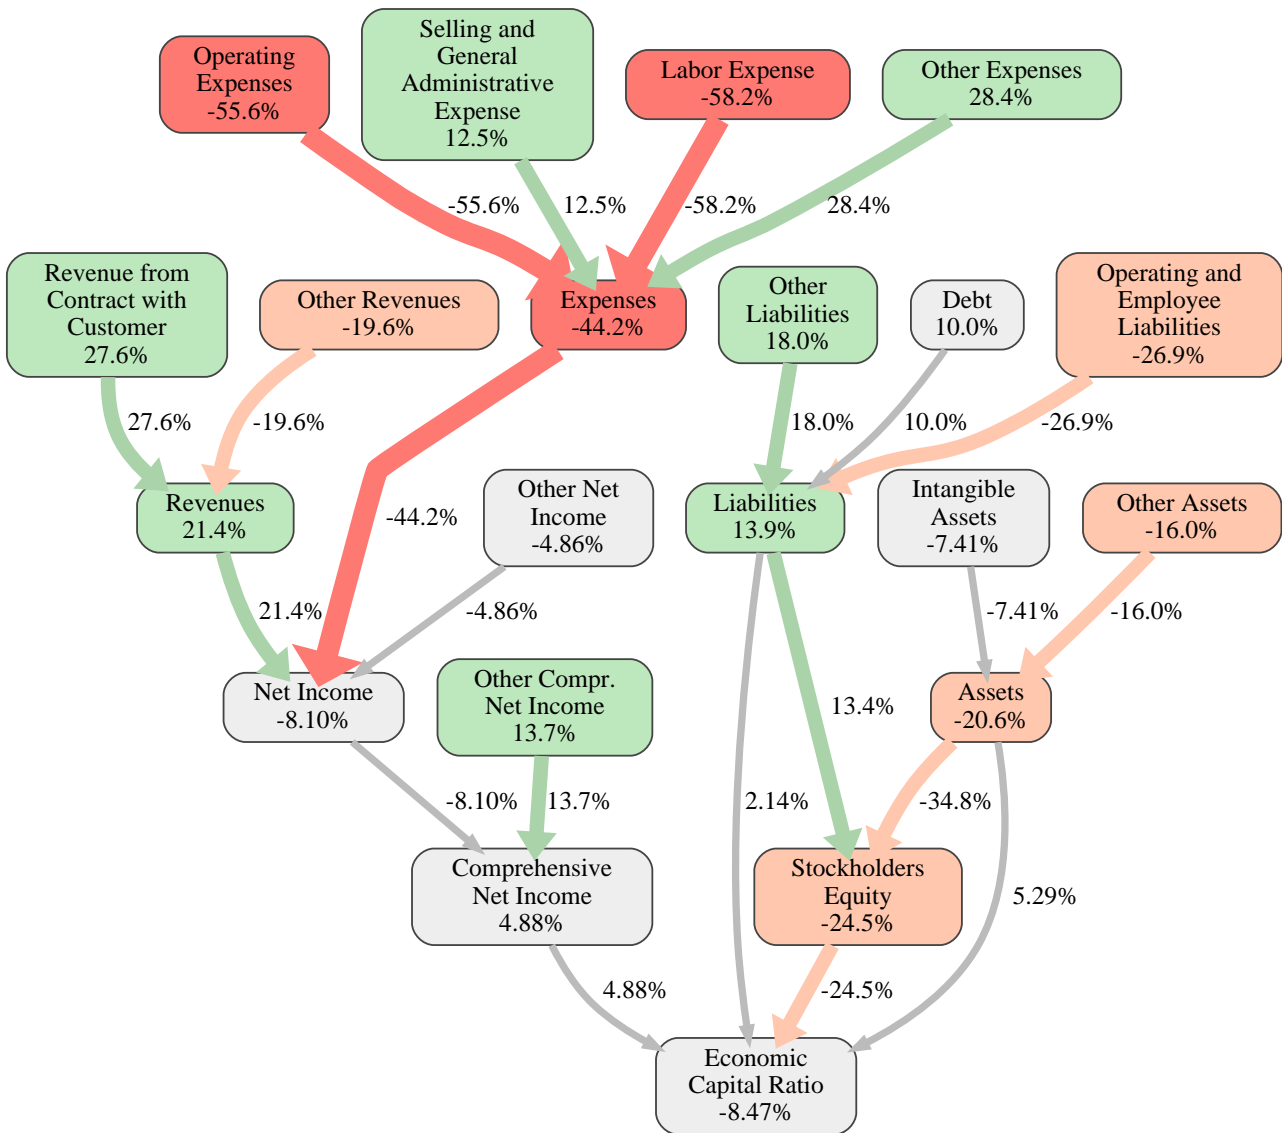 Operating
Expenses
-55.6%
Selling and
General
Administrative
Expense
12.5%
Labor Expense
-58.2%
Other Expenses
28.4%
-55.6%
12.5%
-58.2%
28.4%
Revenue from
Contract with
Customer
27.6%
Other Revenues
-19.6%
Expenses
-44.2%
Other
Liabilities
18.0%
Debt
10.0%
Operating and
Employee
Liabilities
-26.9%
27.6%
-19.6%
18.0%
10.0%
-26.9%
Revenues
21.4%
-44.2%
Other Net
Income
-4.86%
Liabilities
13.9%
Intangible
Assets
-7.41%
Other Assets
-16.0%
21.4%
-4.86%
-7.41%
-16.0%
Net Income
-8.10%
Other Compr.
Net Income
13.7%
13.4%
Assets
-20.6%
-8.10%
13.7%
2.14%
-34.8%
Comprehensive
Net Income
4.88%
Stockholders
Equity
-24.5%
5.29%
4.88%
-24.5%
Economic
Capital Ratio
-8.47%